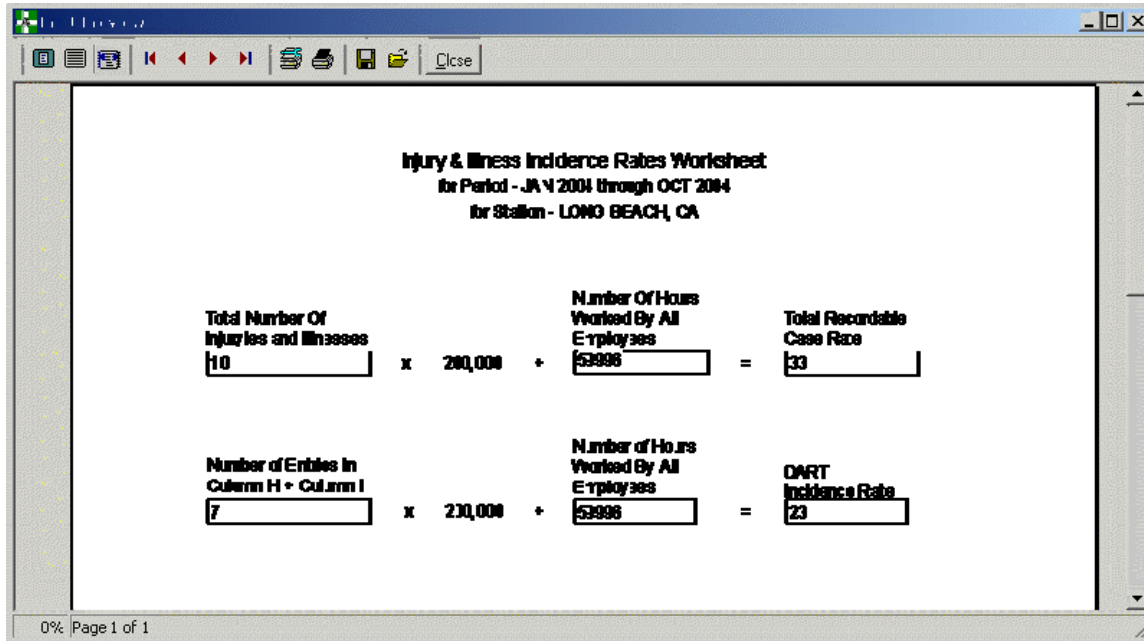 Close
Injury & Illness Incidence Rates Worksheet
for Period - JAN 2004 through OCT 2004
for Station - LONG BEACH, CA
Total Number Of
Injuries and Illnesses
10
x 200,000 ÷
Number Of Hours
Worked By All
Employees
59996
=
Total Recordable
Case Rate
33
Number of Entries in
Column H + Column I
7
x 200,000 ÷
Number of Hours
Worked By All
Employees
59996
=
DART
Incidence Rate
23
0% Page 1 of 1